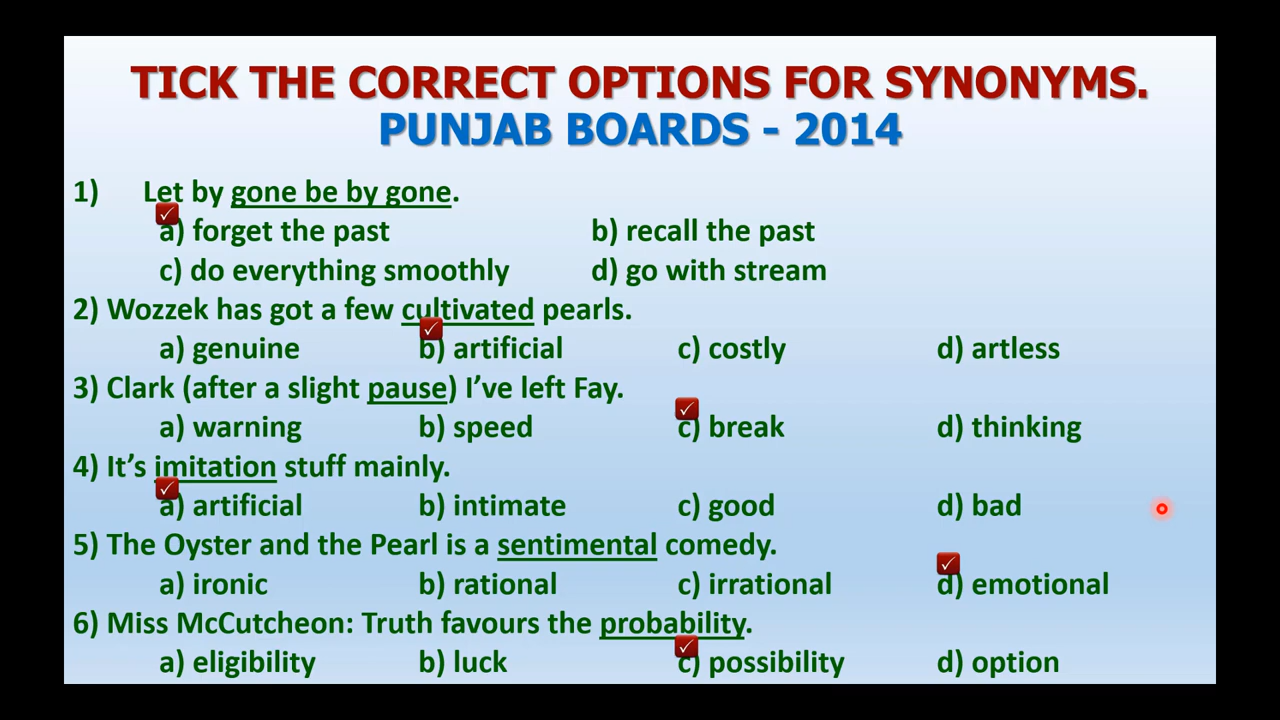 TICK THE CORRECT OPTIONS FOR SYNONYMS.
PUNJAB BOARDS - 2014
1) Let by gone be by gone.
a) forget the past b) recall the past
c) do everything smoothly d) go with stream
2) Wozzek has got a few cultivated pearls.
a) genuine b) artificial c) costly d) artless
3) Clark (after a slight pause) I've left Fay.
a) warning b) speed c) break d) thinking
4) It's imitation stuff mainly.
a) artificial b) intimate c) good d) bad
5) The Oyster and the Pearl is a sentimental comedy.
a) ironic b) rational c) irrational d) emotional
6) Miss McCutcheon: Truth favours the probability.
a) eligibility b) luck c) possibility d) option